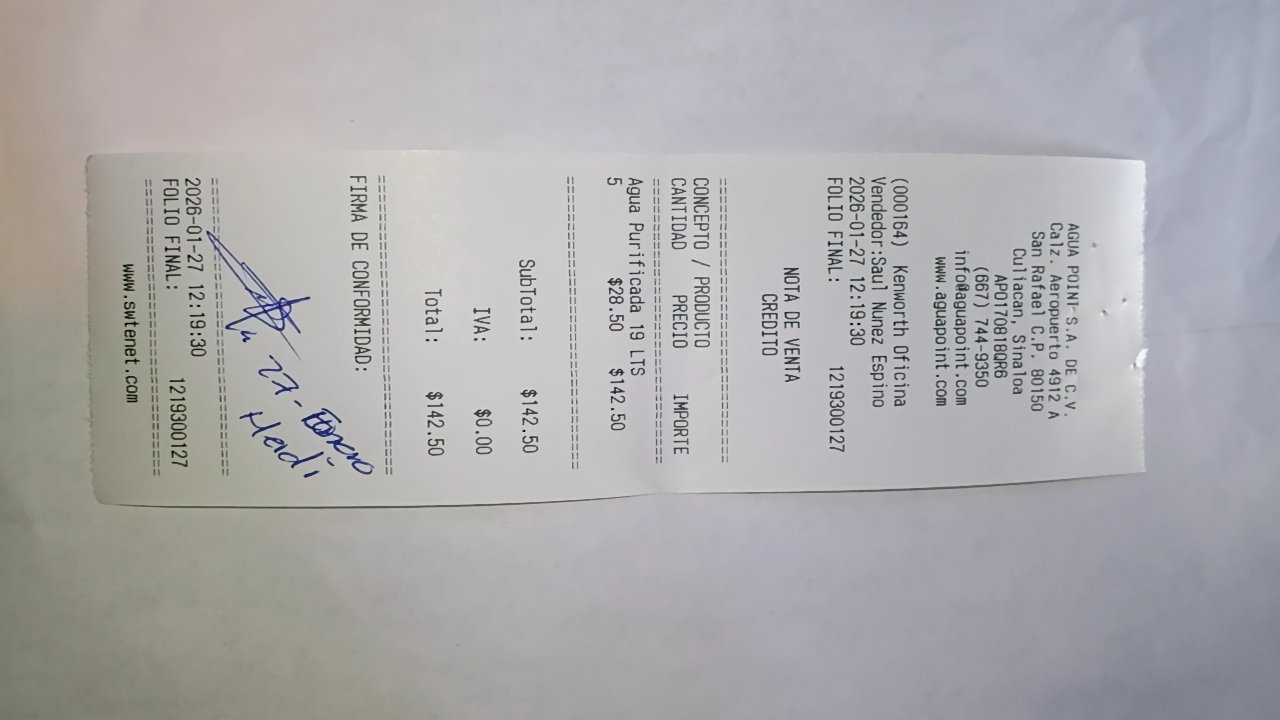 AGUA POINT S.A. DE C.V.
Calz. Aeropuerto 4912 A
San Rafael C.P. 80150
Culiacan, Sinaloa
APO170818QR6
(667) 744-9350
info@aguapoint.com
www.aguapoint.com
(000164) Kenworth Oficina
Vendedor:Saul Nunez Espino
2026-01-27 12:19:30
FOLIO FINAL: 1219300127
NOTA DE VENTA
CREDITO
================================
CONCEPTO / PRODUCTO
CANTIDAD PRECIO IMPORTE
================================
Agua Purificada 19 LTS
5 $28.50 $142.50
================================
SubTotal: $142.50
IVA: $0.00
Total: $142.50
================================
FIRMA DE CONFORMIDAD:
27-Enero
Heidi
================================
2026-01-27 12:19:30
FOLIO FINAL: 1219300127
================================
www.swtenet.com